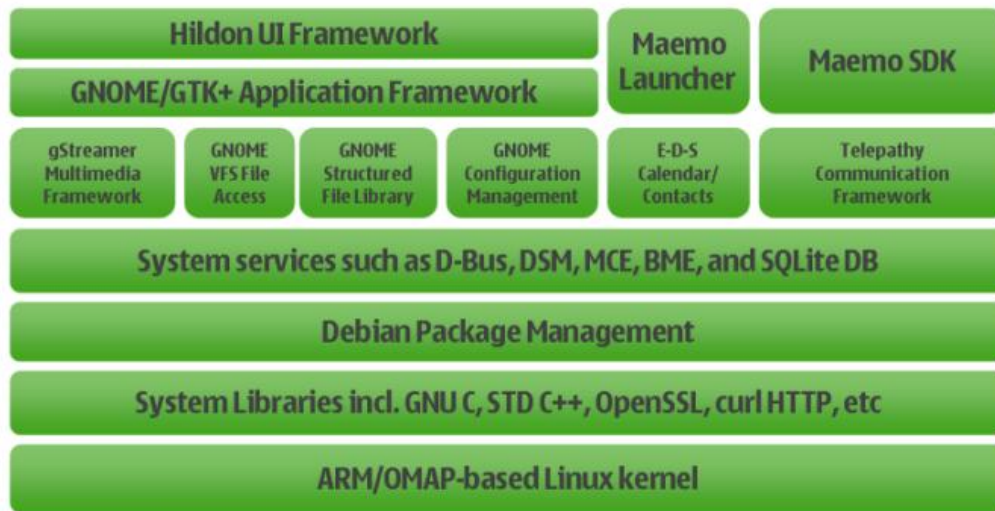 Hildon UI Framework
Maemo
Launcher
Maemo SDK
GNOME/GTK+ Application Framework
gStreamer
Multimedia
Framework
GNOME
VFS File
Access
GNOME
Structured
File Library
GNOME
Configuration
Management
E-D-S
Calendar/
Contacts
Telepathy
Communication
Framework
System services such as D-Bus, DSM, MCE, BME, and SQLite DB
Debian Package Management
System Libraries incl. GNU C, STD C++, OpenSSL, curl HTTP, etc
ARM/OMAP-based Linux kernel